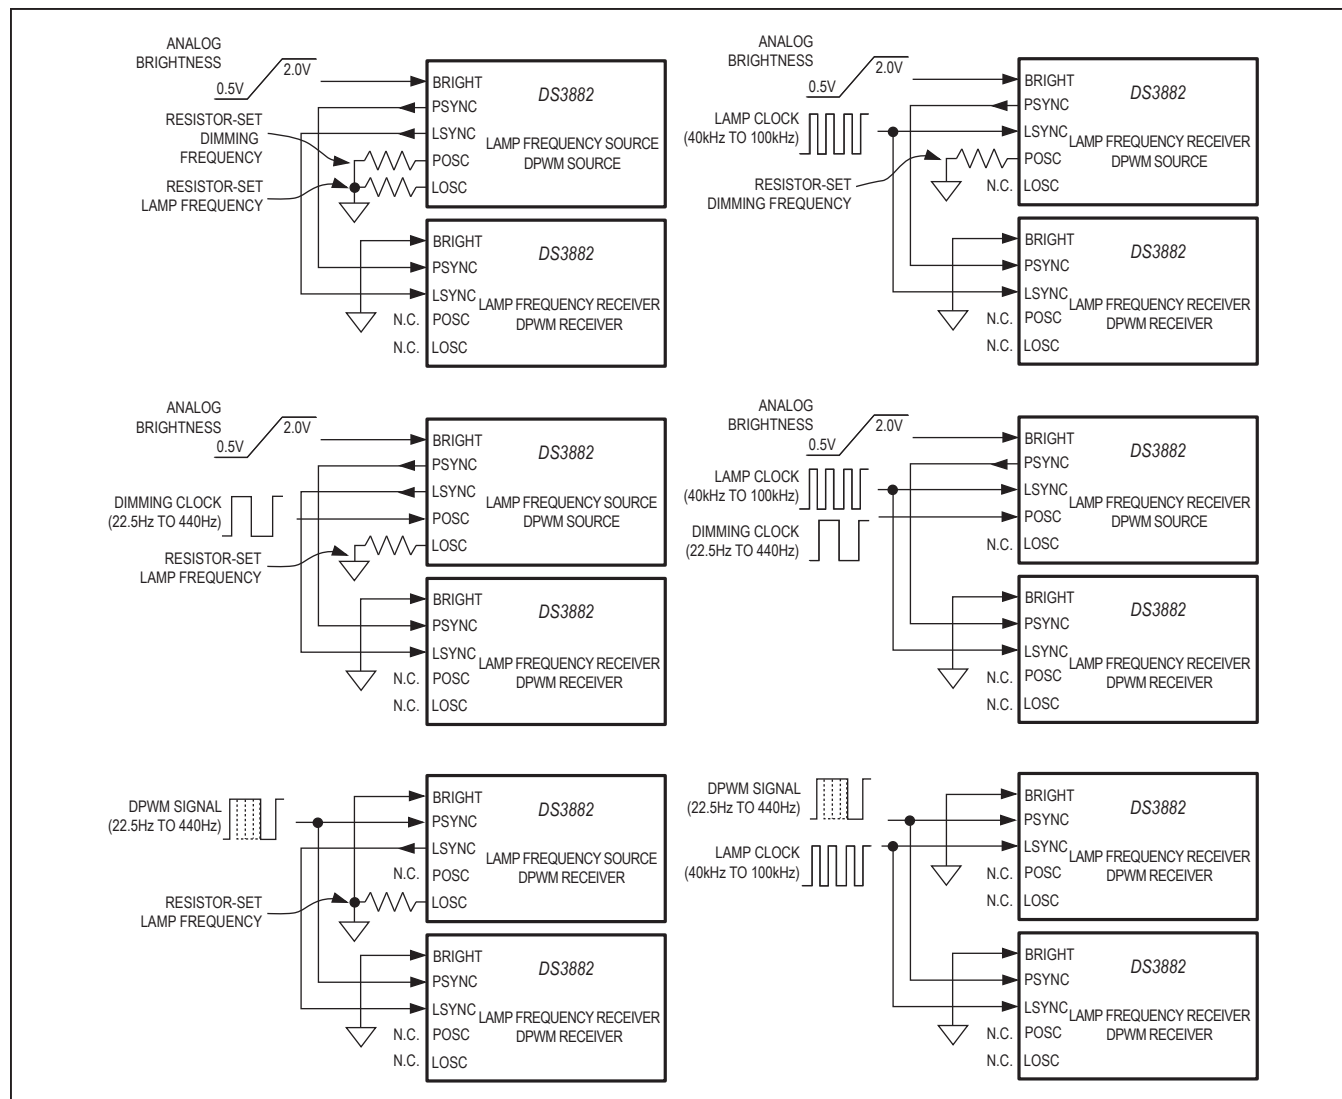 ANALOG
BRIGHTNESS
0.5V
2.0V
RESISTOR-SET
DIMMING
FREQUENCY
RESISTOR-SET
LAMP FREQUENCY
BRIGHT
PSYNC
LSYNC
POSC
LOSC
DS3882
LAMP FREQUENCY SOURCE
DPWM SOURCE
BRIGHT
PSYNC
LSYNC
N.C. POSC
N.C. LOSC
DS3882
LAMP FREQUENCY RECEIVER
DPWM RECEIVER
ANALOG
BRIGHTNESS
0.5V
2.0V
LAMP CLOCK
(40kHz TO 100kHz)
RESISTOR-SET
DIMMING FREQUENCY
BRIGHT
PSYNC
LSYNC
POSC
N.C. LOSC
DS3882
LAMP FREQUENCY RECEIVER
DPWM SOURCE
BRIGHT
PSYNC
LSYNC
N.C. POSC
N.C. LOSC
DS3882
LAMP FREQUENCY RECEIVER
DPWM RECEIVER
ANALOG
BRIGHTNESS
0.5V
2.0V
DIMMING CLOCK
(22.5Hz TO 440Hz)
RESISTOR-SET
LAMP FREQUENCY
BRIGHT
PSYNC
LSYNC
POSC
LOSC
DS3882
LAMP FREQUENCY SOURCE
DPWM SOURCE
BRIGHT
PSYNC
LSYNC
N.C. POSC
N.C. LOSC
DS3882
LAMP FREQUENCY RECEIVER
DPWM RECEIVER
ANALOG
BRIGHTNESS
0.5V
2.0V
LAMP CLOCK
(40kHz TO 100kHz)
DIMMING CLOCK
(22.5Hz TO 440Hz)
BRIGHT
PSYNC
LSYNC
POSC
N.C. LOSC
DS3882
LAMP FREQUENCY RECEIVER
DPWM SOURCE
BRIGHT
PSYNC
LSYNC
N.C. POSC
N.C. LOSC
DS3882
LAMP FREQUENCY RECEIVER
DPWM RECEIVER
DPWM SIGNAL
(22.5Hz TO 440Hz)
RESISTOR-SET
LAMP FREQUENCY
BRIGHT
PSYNC
LSYNC
N.C. POSC
LOSC
DS3882
LAMP FREQUENCY SOURCE
DPWM RECEIVER
BRIGHT
PSYNC
LSYNC
N.C. POSC
N.C. LOSC
DS3882
LAMP FREQUENCY RECEIVER
DPWM RECEIVER
DPWM SIGNAL
(22.5Hz TO 440Hz)
LAMP CLOCK
(40kHz TO 100kHz)
BRIGHT
PSYNC
LSYNC
N.C. POSC
N.C. LOSC
DS3882
LAMP FREQUENCY RECEIVER
DPWM RECEIVER
BRIGHT
PSYNC
LSYNC
N.C. POSC
N.C. LOSC
DS3882
LAMP FREQUENCY RECEIVER
DPWM RECEIVER